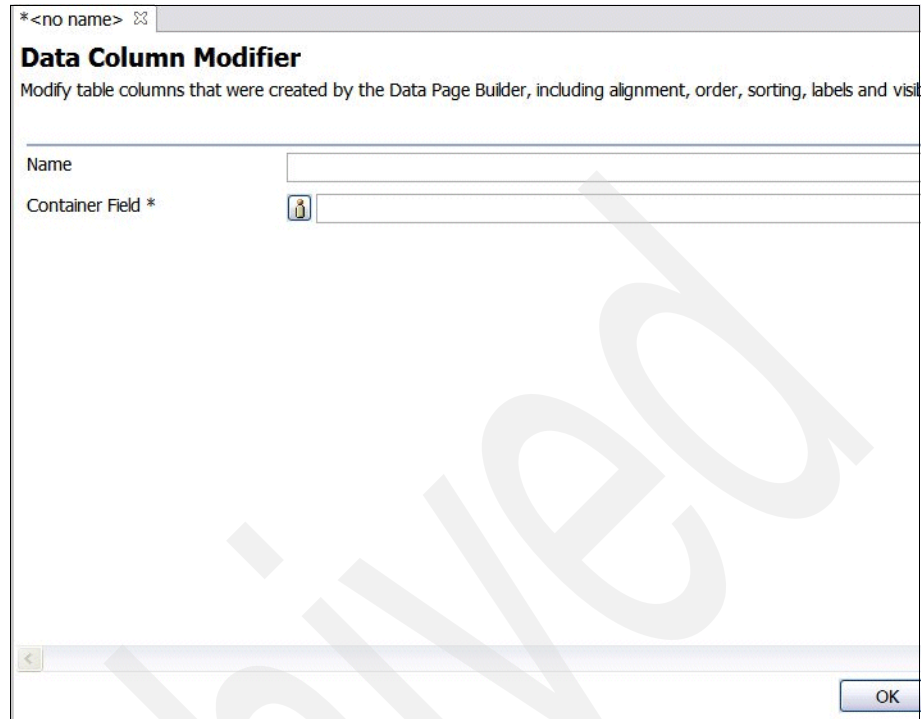 *<no name>
Data Column Modifier
Modify table columns that were created by the Data Page Builder, including alignment, order, sorting, labels and
Name
Container Field *
OK